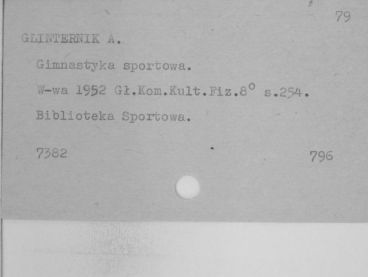 79
GLINTERNIK A.
Gimnastyka sportowa.
W-wa 1952 Gł.Kom.Kult.Fiz.8° s.254.
Biblioteka Sportowa.
7382 796